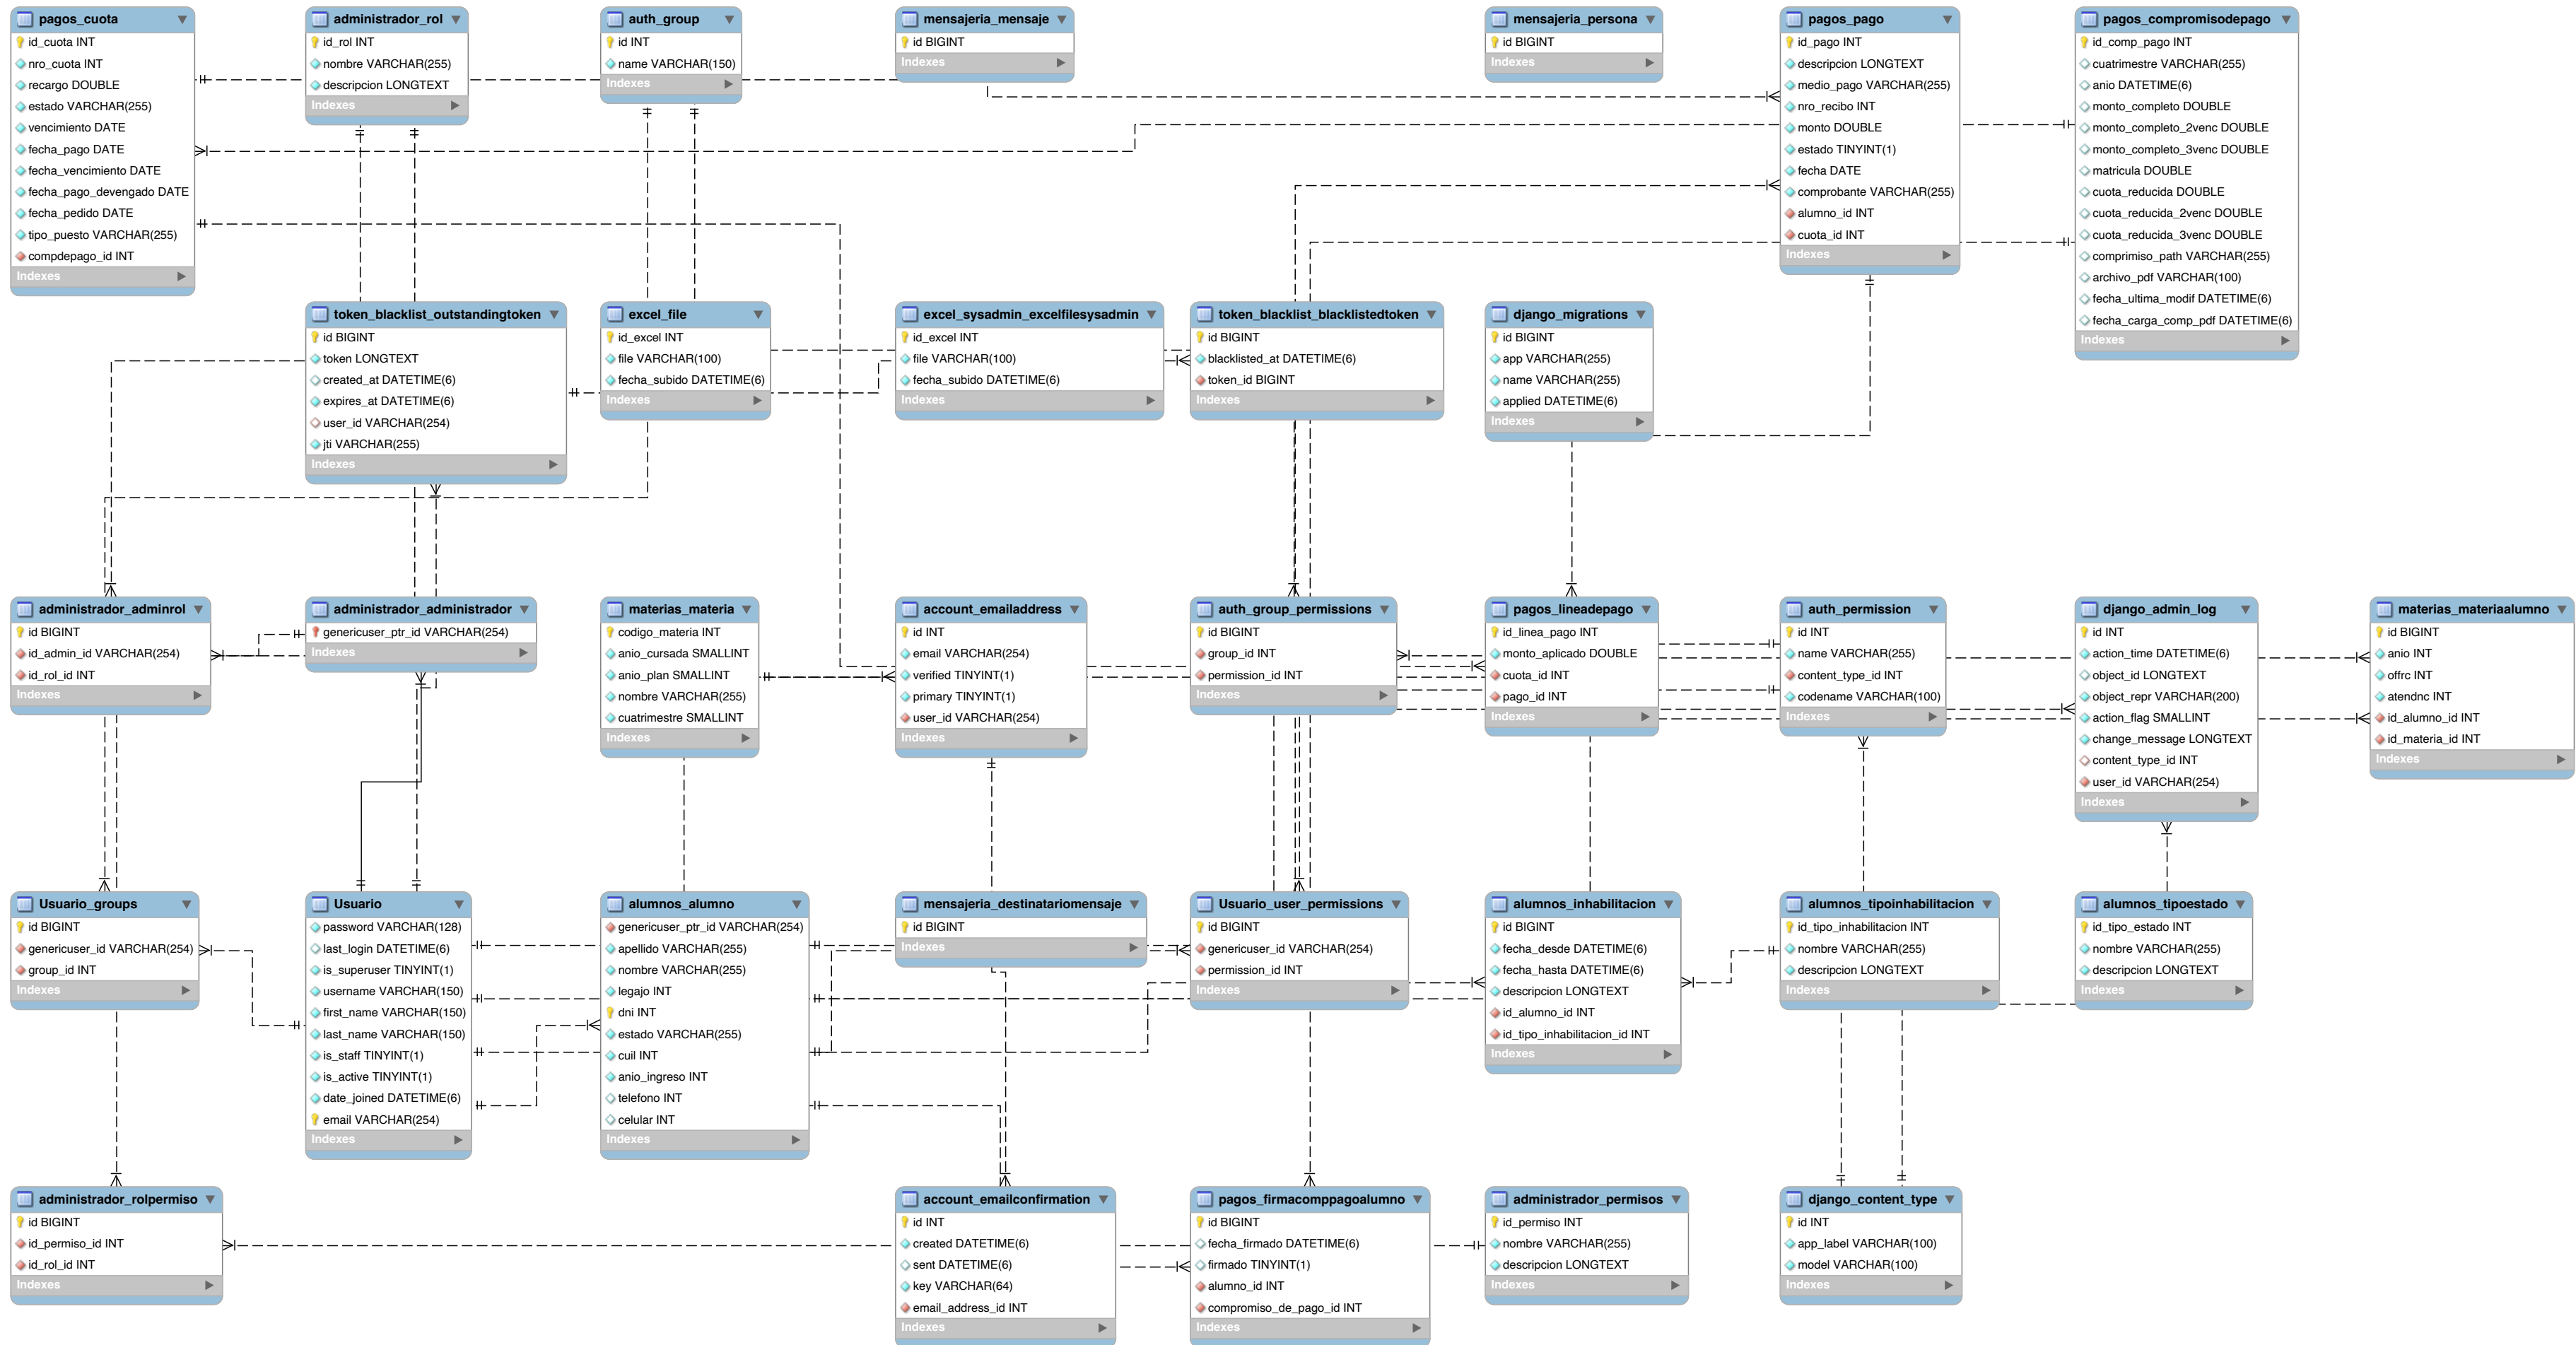 pagos_cuota
id_cuota INT
nro_cuota INT
recargo DOUBLE
estado VARCHAR(255)
vencimiento DATE
fecha_pago DATE
fecha_vencimiento DATE
fecha_pago_devengado DATE
fecha_pedido DATE
tipo_puesto VARCHAR(255)
compdepago_id INT
Indexes
administrador_rol
id_rol INT
nombre VARCHAR(255)
descripcion LONGTEXT
Indexes
auth_group
id INT
name VARCHAR(150)
Indexes
mensajeria_mensaje
id BIGINT
Indexes
mensajeria_persona
id BIGINT
Indexes
pagos_pago
id_pago INT
descripcion LONGTEXT
medio_pago VARCHAR(255)
nro_recibo INT
monto DOUBLE
estado TINYINT(1)
fecha DATE
comprobante VARCHAR(255)
alumno_id INT
cuota_id INT
Indexes
pagos_compromisodepago
id_comp_pago INT
cuatrimestre VARCHAR(255)
anio DATETIME(6)
monto_completo DOUBLE
monto_completo_2venc DOUBLE
monto_completo_3venc DOUBLE
matricula DOUBLE
cuota_reducida DOUBLE
cuota_reducida_2venc DOUBLE
cuota_reducida_3venc DOUBLE
comprimiso_path VARCHAR(255)
archivo_pdf VARCHAR(100)
fecha_ultima_modif DATETIME(6)
fecha_carga_comp_pdf DATETIME(6)
Indexes
token_blacklist_outstandingtoken
id BIGINT
token LONGTEXT
created_at DATETIME(6)
expires_at DATETIME(6)
user_id VARCHAR(254)
jti VARCHAR(255)
Indexes
excel_file
id_excel INT
file VARCHAR(100)
fecha_subido DATETIME(6)
Indexes
excel_sysadmin_excelfilesysadmin
id_excel INT
file VARCHAR(100)
fecha_subido DATETIME(6)
Indexes
token_blacklist_blacklistedtoken
id BIGINT
blacklisted_at DATETIME(6)
token_id BIGINT
Indexes
django_migrations
id BIGINT
app VARCHAR(255)
name VARCHAR(255)
applied DATETIME(6)
Indexes
administrador_adminrol
id BIGINT
id_admin_id VARCHAR(254)
id_rol_id INT
Indexes
administrador_administrador
genericuser_ptr_id VARCHAR(254)
Indexes
materias_materia
codigo_materia INT
anio_cursada SMALLINT
anio_plan SMALLINT
nombre VARCHAR(255)
cuatrimestre SMALLINT
Indexes
account_emailaddress
id INT
email VARCHAR(254)
verified TINYINT(1)
primary TINYINT(1)
user_id VARCHAR(254)
Indexes
auth_group_permissions
id BIGINT
group_id INT
permission_id INT
Indexes
pagos_lineadepago
id_linea_pago INT
monto_aplicado DOUBLE
cuota_id INT
pago_id INT
Indexes
auth_permission
id INT
name VARCHAR(255)
content_type_id INT
codename VARCHAR(100)
Indexes
django_admin_log
id INT
action_time DATETIME(6)
object_id LONGTEXT
object_repr VARCHAR(200)
action_flag SMALLINT
change_message LONGTEXT
content_type_id INT
user_id VARCHAR(254)
Indexes
materias_materiaalumno
id BIGINT
anio INT
offrc INT
atendnc INT
id_alumno_id INT
id_materia_id INT
Indexes
Usuario_groups
id BIGINT
genericuser_id VARCHAR(254)
group_id INT
Indexes
Usuario
password VARCHAR(128)
last_login DATETIME(6)
is_superuser TINYINT(1)
username VARCHAR(150)
first_name VARCHAR(150)
last_name VARCHAR(150)
is_staff TINYINT(1)
is_active TINYINT(1)
date_joined DATETIME(6)
email VARCHAR(254)
Indexes
alumnos_alumno
genericuser_ptr_id VARCHAR(254)
apellido VARCHAR(255)
nombre VARCHAR(255)
legajo INT
dni INT
estado VARCHAR(255)
cuil INT
anio_ingreso INT
telefono INT
celular INT
Indexes
mensajeria_destinatariomensaje
id BIGINT
Indexes
Usuario_user_permissions
id BIGINT
genericuser_id VARCHAR(254)
permission_id INT
Indexes
alumnos_inhabilitacion
id BIGINT
fecha_desde DATETIME(6)
fecha_hasta DATETIME(6)
descripcion LONGTEXT
id_alumno_id INT
id_tipo_inhabilitacion_id INT
Indexes
alumnos_tipoinhabilitacion
id_tipo_inhabilitacion INT
nombre VARCHAR(255)
descripcion LONGTEXT
Indexes
alumnos_tipoestado
id_tipo_estado INT
nombre VARCHAR(255)
descripcion LONGTEXT
Indexes
administrador_rolpermiso
id BIGINT
id_permiso_id INT
id_rol_id INT
Indexes
account_emailconfirmation
id INT
created DATETIME(6)
sent DATETIME(6)
key VARCHAR(64)
email_address_id INT
Indexes
pagos_firmacomppagoalumno
id BIGINT
fecha_firmado DATETIME(6)
firmado TINYINT(1)
alumno_id INT
compromiso_de_pago_id INT
Indexes
administrador_permisos
id_permiso INT
nombre VARCHAR(255)
descripcion LONGTEXT
Indexes
django_content_type
id INT
app_label VARCHAR(100)
model VARCHAR(100)
Indexes